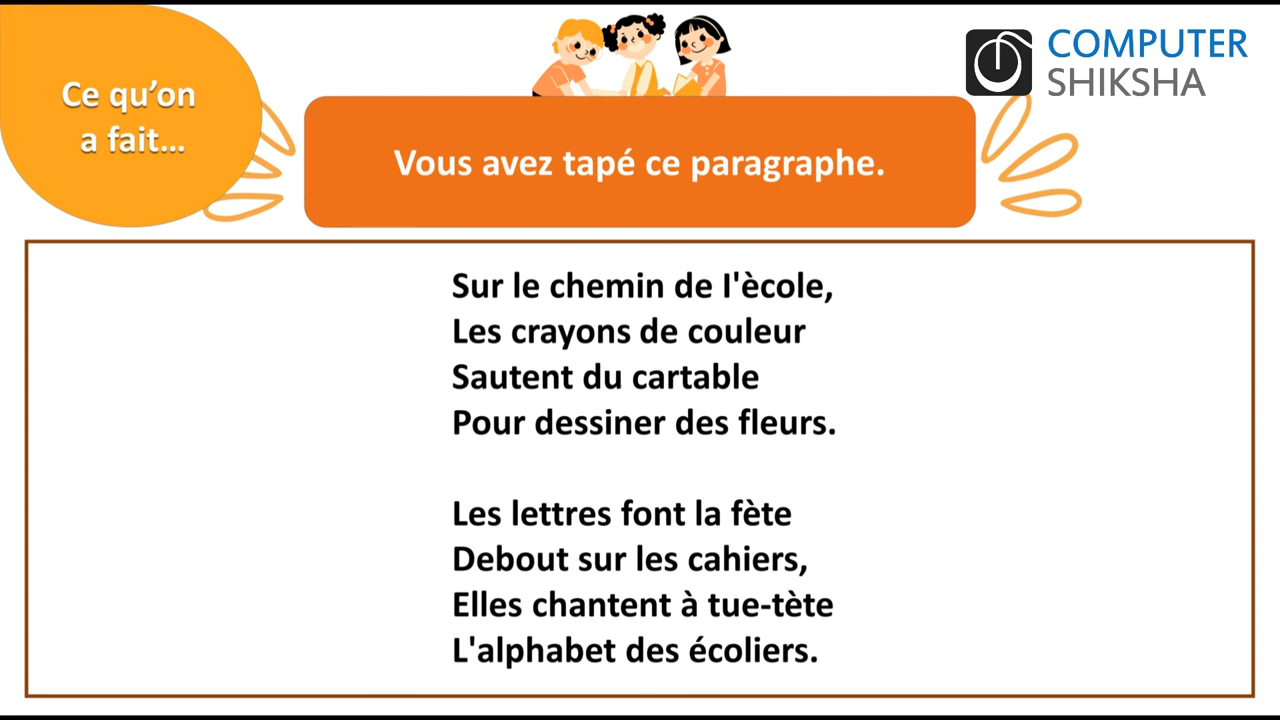 Ce qu’on
a fait...
COMPUTER
SHIKSHA
Vous avez tapé ce paragraphe.
Sur le chemin de I'ècole,
Les crayons de couleur
Sautent du cartable
Pour dessiner des fleurs.
Les lettres font la fète
Debout sur les cahiers,
Elles chantent à tue-tète
L'alphabet des écoliers.